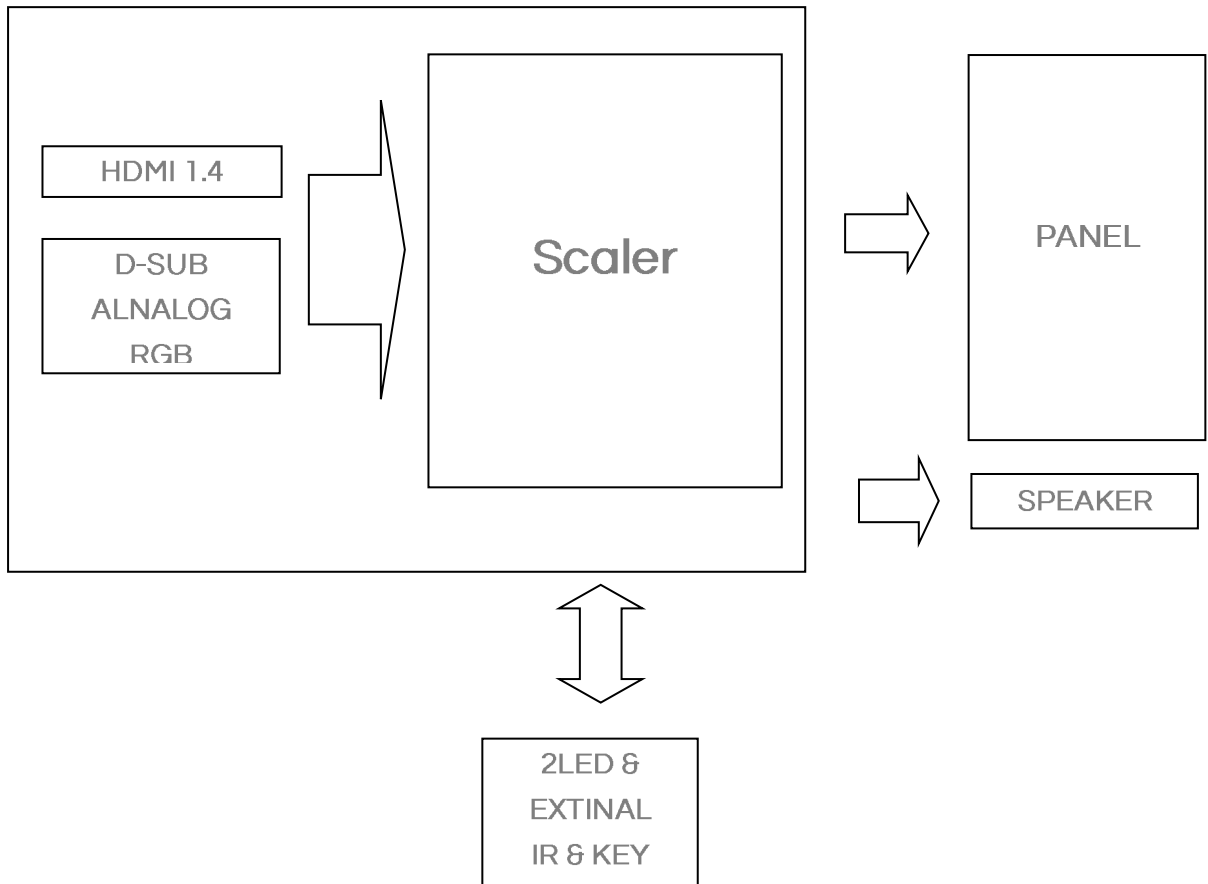 HDMI 1.4
D-SUB
ALNALOG
RGB
Scaler
PANEL
SPEAKER
2LED &
EXTINAL
IR & KEY